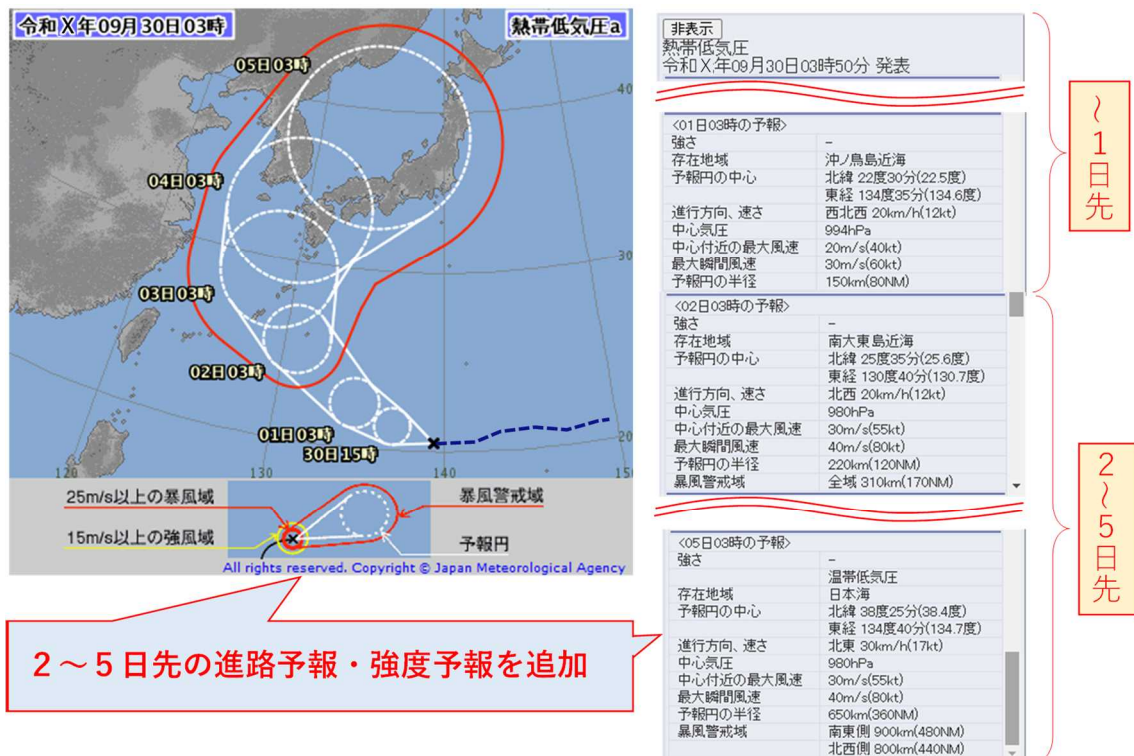 令和X年09月30日03時
熱帯低気圧a
05日03時
04日03時
03日03時
02日03時
01日03時
30日15時
40
30
20
120
130
140
150
25m/s以上の暴風域
15m/s以上の強風域
暴風警戒域
予報円
All rights reserved. Copyright © Japan Meteorological Agency
2～5日先の進路予報・強度予報を追加
非表示
熱帯低気圧
令和X年09月30日03時50分 発表
<01日03時の予報>
強さ -
存在地域 沖ノ鳥島近海
予報円の中心 北緯 22度30分(22.5度)
東経 134度35分(134.6度)
進行方向、速さ 西北西 20km/h(12kt)
中心気圧 994hPa
中心付近の最大風速 20m/s(40kt)
最大瞬間風速 30m/s(60kt)
予報円の半径 150km(80NM)
<02日03時の予報>
強さ -
存在地域 南大東島近海
予報円の中心 北緯 25度35分(25.6度)
東経 130度40分(130.7度)
進行方向、速さ 北西 20km/h(12kt)
中心気圧 980hPa
中心付近の最大風速 30m/s(55kt)
最大瞬間風速 40m/s(80kt)
予報円の半径 220km(120NM)
暴風警戒域 全域 310km(170NM)
<05日03時の予報>
強さ -
温帯低気圧
存在地域 日本海
予報円の中心 北緯 38度25分(38.4度)
東経 134度40分(134.7度)
進行方向、速さ 北東 30km/h(17kt)
中心気圧 980hPa
中心付近の最大風速 30m/s(55kt)
最大瞬間風速 40m/s(80kt)
予報円の半径 650km(360NM)
暴風警戒域 南東側 900km(480NM)
北西側 800km(440NM)
～1日先
2～5日先